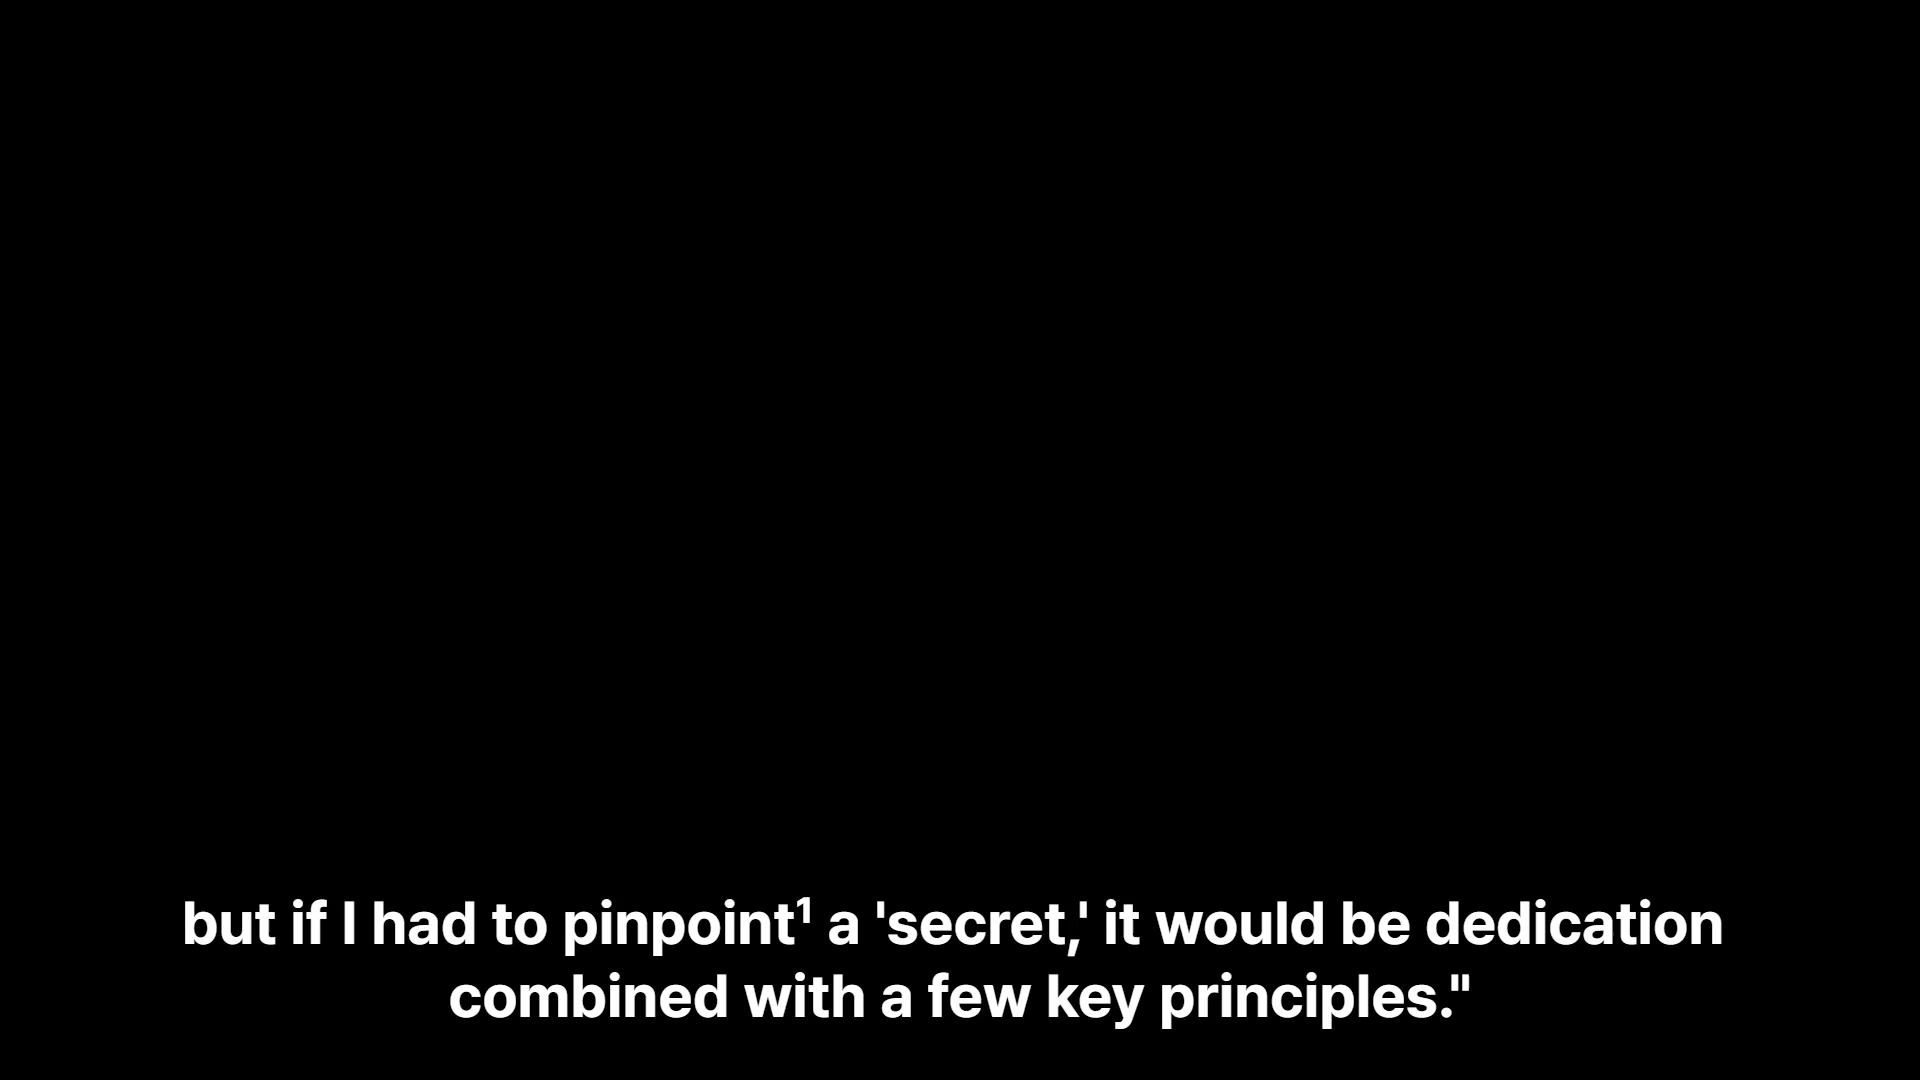 but if I had to pinpoint¹ a 'secret,' it would be dedication
combined with a few key principles."